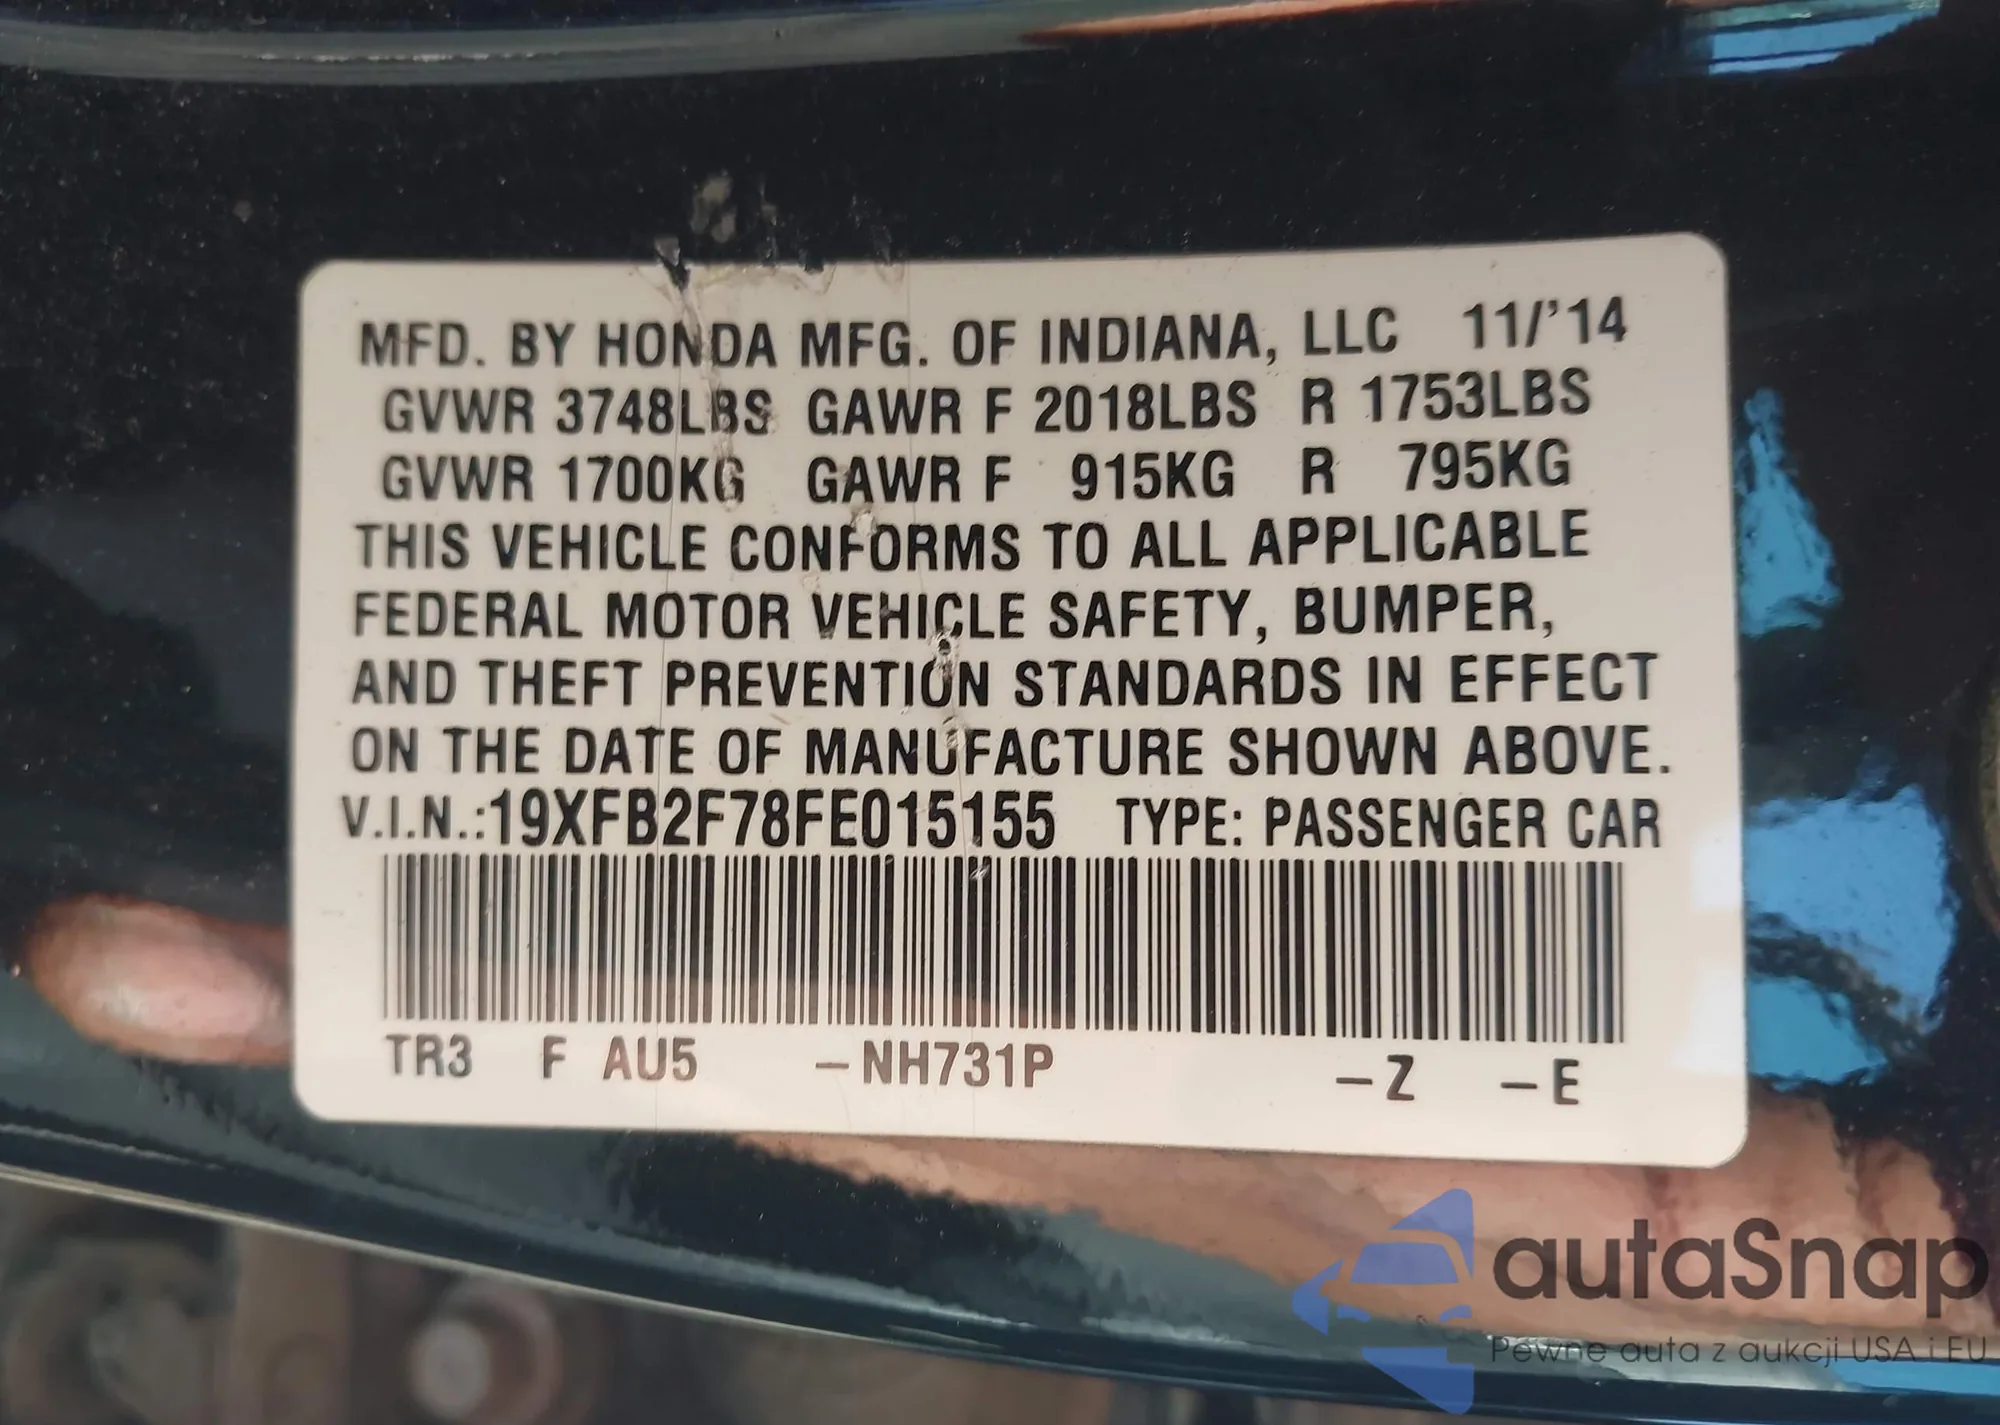 MFD. BY HONDA MFG. OF INDIANA, LLC 11/'14
GVWR 3748LBS GAWR F 2018LBS R 1753LBS
GVWR 1700KG GAWR F 915KG R 795KG
THIS VEHICLE CONFORMS TO ALL APPLICABLE
FEDERAL MOTOR VEHICLE SAFETY, BUMPER,
AND THEFT PREVENTION STANDARDS IN EFFECT
ON THE DATE OF MANUFACTURE SHOWN ABOVE.
V.I.N.:19XFB2F78FE015155 TYPE: PASSENGER CAR
TR3 F AU5 –NH731P –Z –E
autaSnap
Pewne auta z aukcji USA i EU